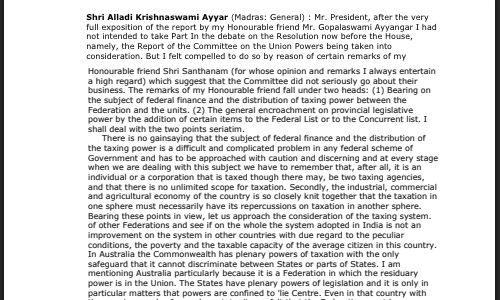 Shri Alladi Krishnaswami Ayyar (Madras: General) : Mr. President, after the very
full exposition of the report by my Honourable friend Mr. Gopalaswami Ayyangar I had
not intended to take Part In the debate on the Resolution now before the House,
namely, the Report of the Committee on the Union Powers being taken into
consideration. But I felt compelled to do so by reason of certain remarks of my
Honourable friend Shri Santhanam (for whose opinion and remarks I always entertain
a high regard) which suggest that the Committee did not seriously go about their
business. The remarks of my Honourable friend fall under two heads: (1) Bearing on
the subject of federal finance and the distribution of taxing power between the
Federation and the units. (2) The general encroachment on provincial legislative
power by the addition of certain items to the Federal List or to the Concurrent list. I
shall deal with the two points seriatim.
There is no gainsaying that the subject of federal finance and the distribution of
the taxing power is a difficult and complicated problem in any federal scheme of
Government and has to be approached with caution and discerning and at every stage
when we are dealing with this subject we have to remember that, after all, it is an
individual or a corporation that is taxed though there may, be two taxing agencies,
and that there is no unlimited scope for taxation. Secondly, the industrial, commercial
and agricultural economy of the country is so closely knit together that the taxation in
one sphere must necessarily have its repercussions on taxation in another sphere.
Bearing these points in view, let us approach the consideration of the taxing system.
of other Federations and see if on the whole the system adopted in India is not an
improvement on the system in other countries with due regard to the peculiar
conditions, the poverty and the taxable capacity of the average citizen in this country.
In Australia the Commonwealth has plenary powers of taxation with the only
safeguard that it cannot discriminate between States or parts of States. I am
mentioning Australia particularly because it is a Federation in which the residuary
power is in the Union. The States have plenary powers of legislation and it is only in
particular matters that powers are confined to 'lie Centre. Even in that country with